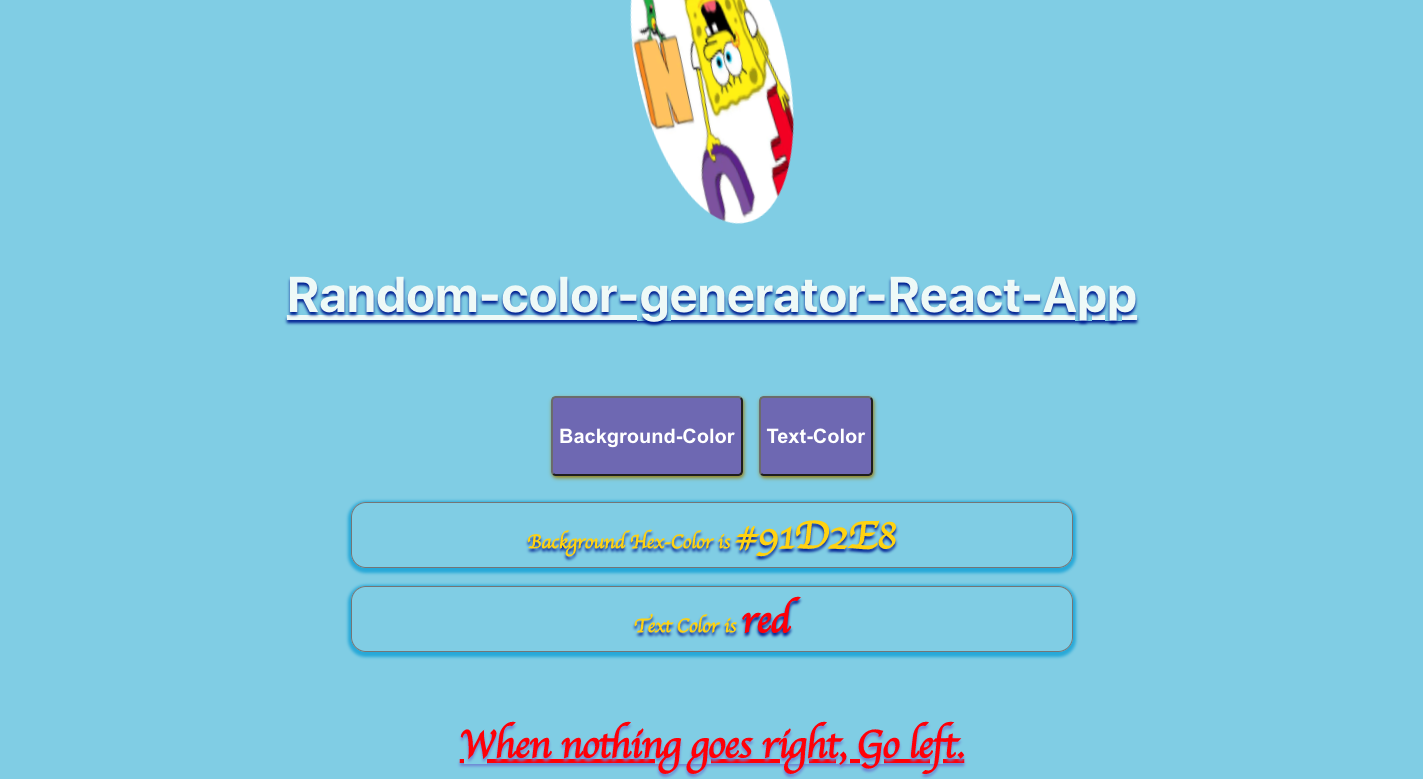 N
Random-color-generator-React-App
Background-Color Text-Color
Background Hex-Color is #91D2E8
Text Color is red
When nothing goes right, Go left.